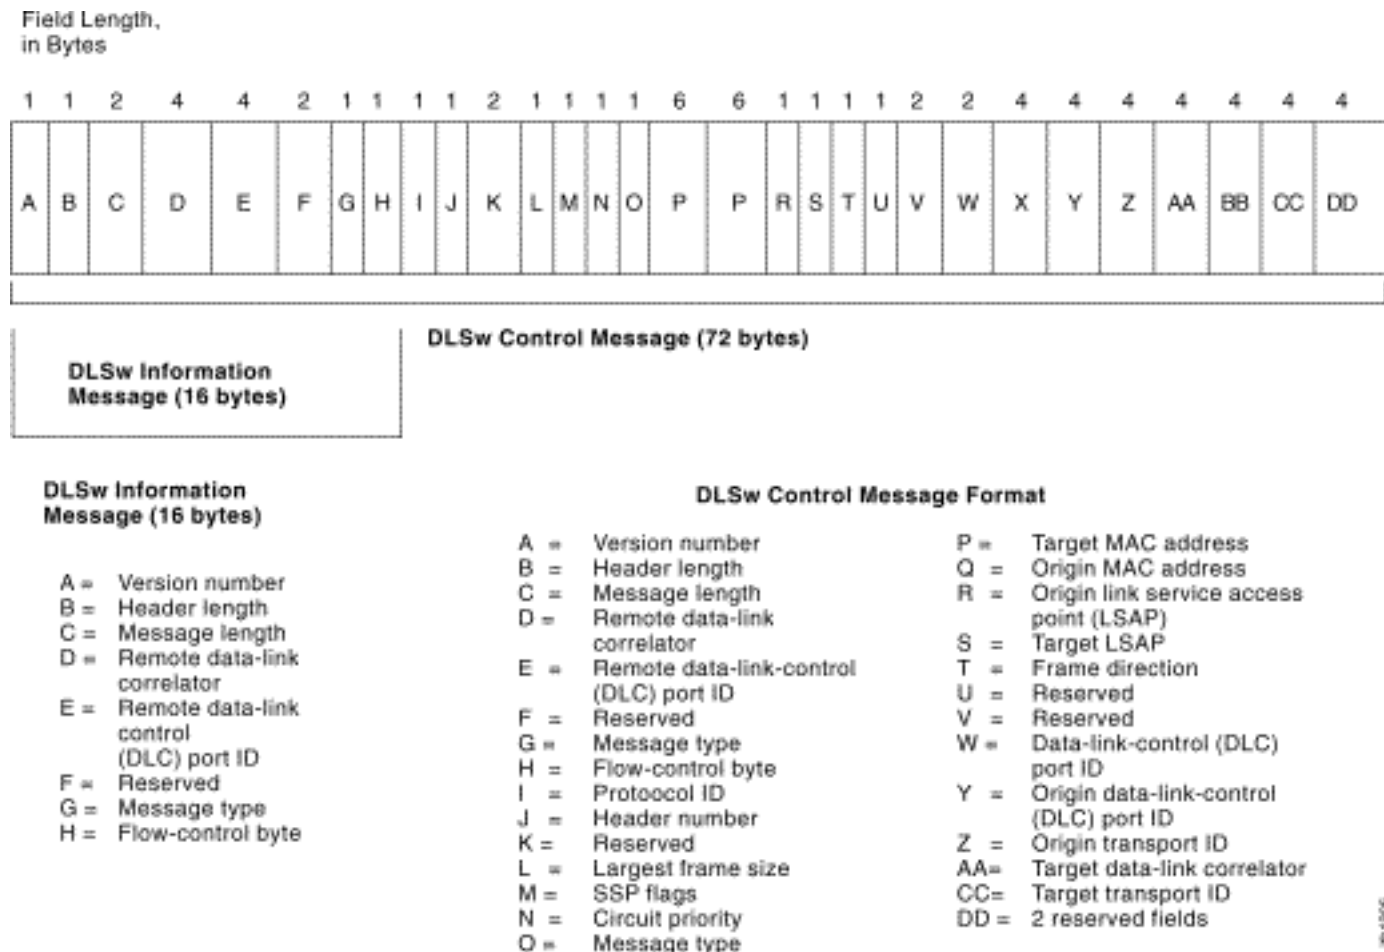 Field Length,
in Bytes
1 1 2 4 4 2 1 1 1 1 2 1 1 1 1 6 6 1 1 1 1 2 2 4 4 4 4 4 4 4
A B C D E F G H I J K L M N O P P R S T U V W X Y Z AA BB CC DD
DLSw Control Message (72 bytes)
DLSw Information
Message (16 bytes)
DLSw Information
Message (16 bytes)
A = Version number
B = Header length
C = Message length
D = Remote data-link
correlator
E = Remote data-link
control
(DLC) port ID
F = Reserved
G = Message type
H = Flow-control byte
DLSw Control Message Format
A = Version number
B = Header length
C = Message length
D = Remote data-link
correlator
E = Remote data-link-control
(DLC) port ID
F = Reserved
G = Message type
H = Flow-control byte
I = Protoocol ID
J = Header number
K = Reserved
L = Largest frame size
M = SSP flags
N = Circuit priority
O = Message type
P = Target MAC address
Q = Origin MAC address
R = Origin link service access
point (LSAP)
S = Target LSAP
T = Frame direction
U = Reserved
V = Reserved
W = Data-link-control (DLC)
port ID
Y = Origin data-link-control
(DLC) port ID
Z = Origin transport ID
AA= Target data-link correlator
CC= Target transport ID
DD = 2 reserved fields